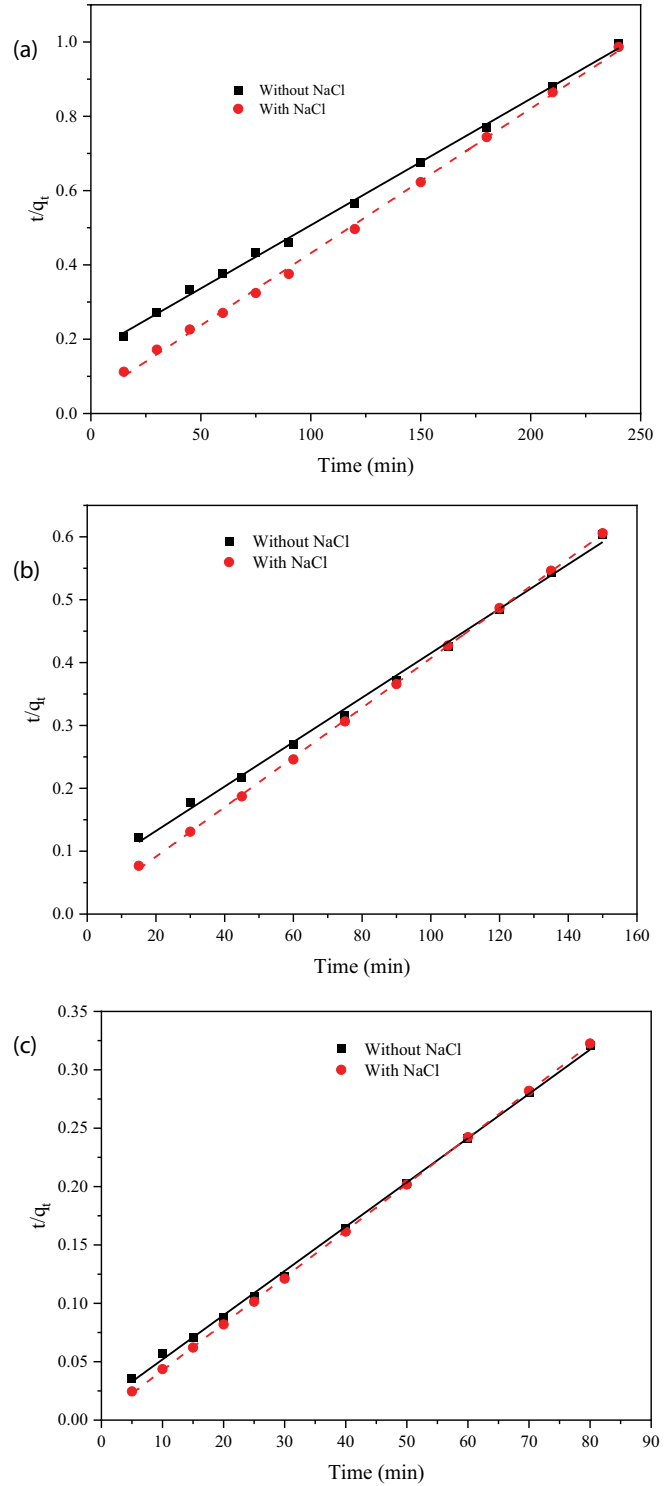 (a)
Without NaCl
With NaCl
1.0
0.8
0.6
0.4
0.2
0.0
t/qt
0 50 100 150 200 250
Time (min)
(b)
Without NaCl
With NaCl
0.6
0.5
0.4
0.3
0.2
0.1
0.0
t/qt
0 20 40 60 80 100 120 140 160
Time (min)
(c)
Without NaCl
With NaCl
0.35
0.30
0.25
0.20
0.15
0.10
0.05
0.00
t/qt
0 10 20 30 40 50 60 70 80 90
Time (min)